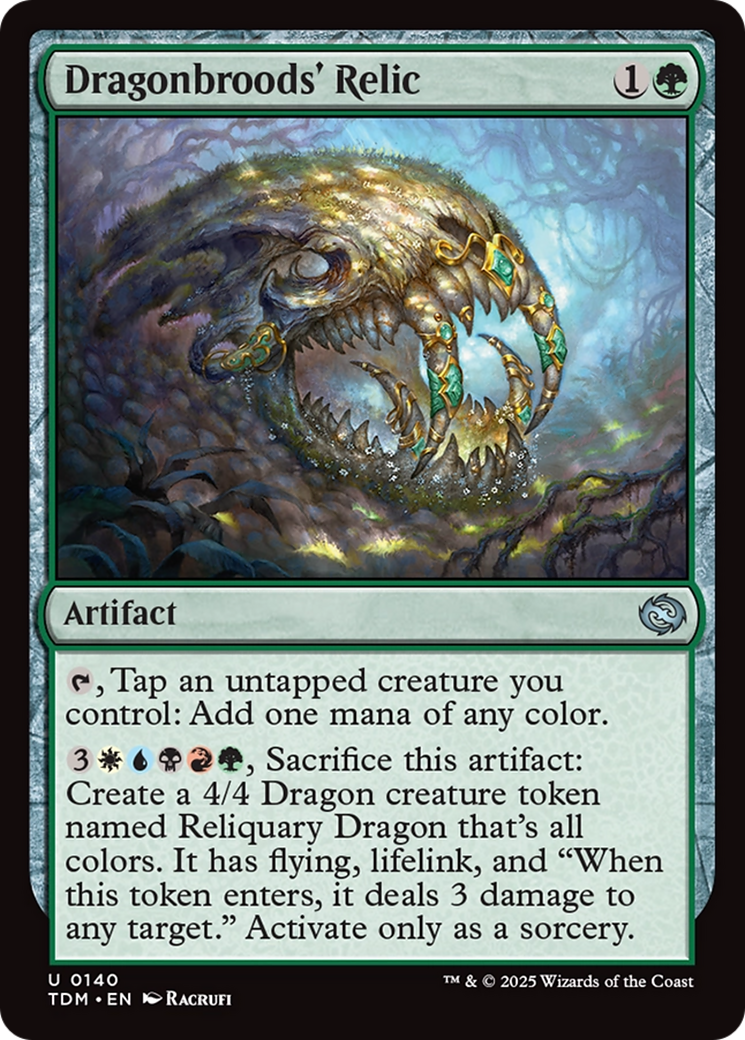 Dragonbroods' Relic
1
Artifact
, Tap an untapped creature you
control: Add one mana of any color.
3, Sacrifice this artifact:
Create a 4/4 Dragon creature token
named Reliquary Dragon that's all
colors. It has flying, lifelink, and “When
this token enters, it deals 3 damage to
any target.” Activate only as a sorcery.
U 0140
TDM • EN Racrufi
™ & © 2025 Wizards of the Coast